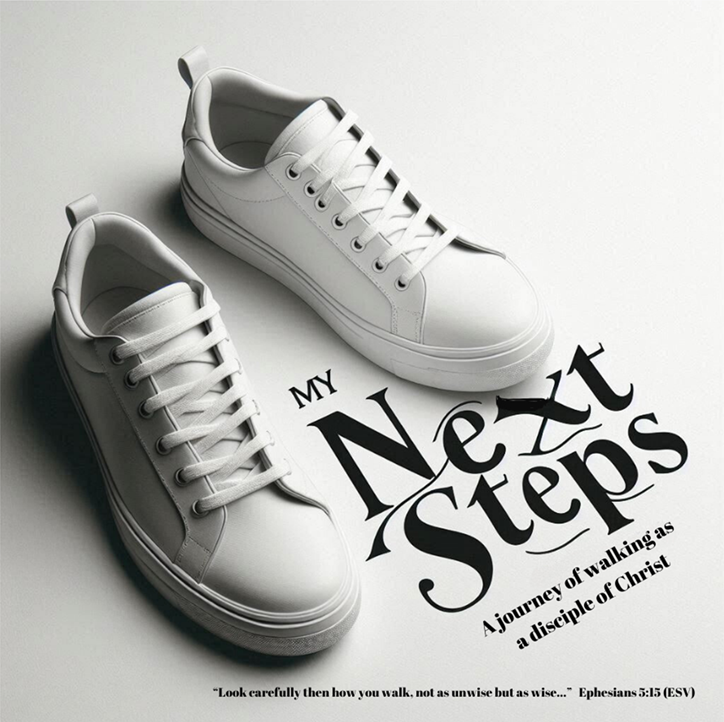 MY
Next
Steps
A journey of walking as
a disciple of Christ
“Look carefully then how you walk, not as unwise but as wise...” Ephesians 5:15 (ESV)